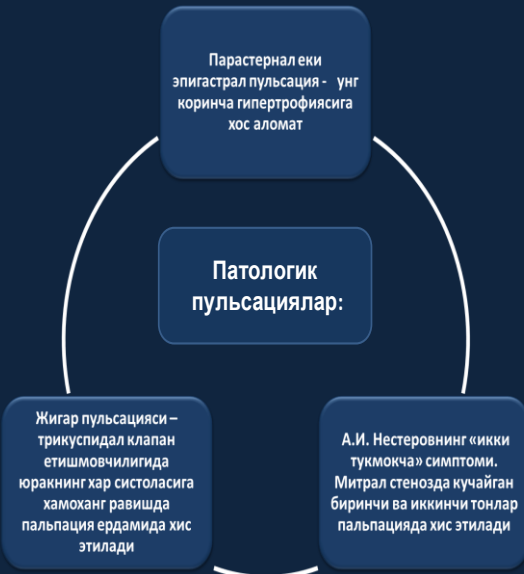 Парастернал еки
эпигастрал пульсация - унг
коринча гипертрофиясига
хос аломат
Патологик
пульсациялар:
Жигар пульсацияси –
трикуспидал клапан
етишмовчилигида
юракнинг хар систоласига
хамоханг равишда
пальпация ердамида хис
этилади
А.И. Нестеровнинг «икки
тукмокча» симптоми.
Митрал стенозда кучайган
биринчи ва иккинчи тонлар
пальпацияда хис этилади